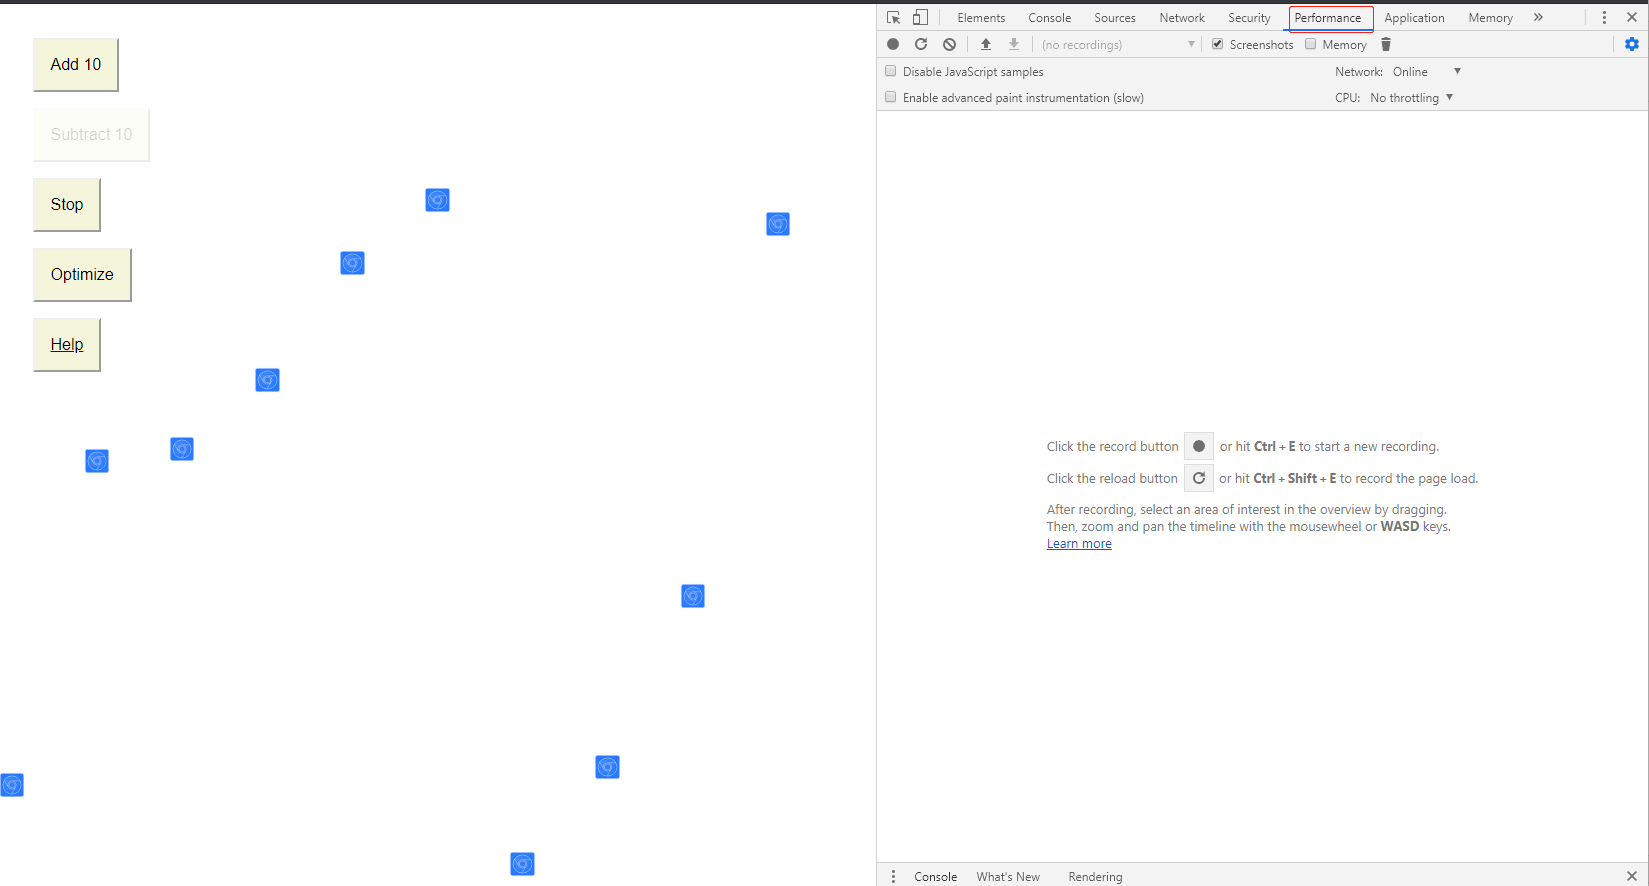 Add 10
Subtract 10
Stop
Optimize
Help
Elements Console Sources Network Security Performance Application Memory »
(no recordings) Screenshots Memory
Disable JavaScript samples Network: Online
Enable advanced paint instrumentation (slow) CPU: No throttling
Click the record button or hit Ctrl + E to start a new recording.
Click the reload button or hit Ctrl + Shift + E to record the page load.
After recording, select an area of interest in the overview by dragging.
Then, zoom and pan the timeline with the mousewheel or WASD keys.
Learn more
Console What's New Rendering